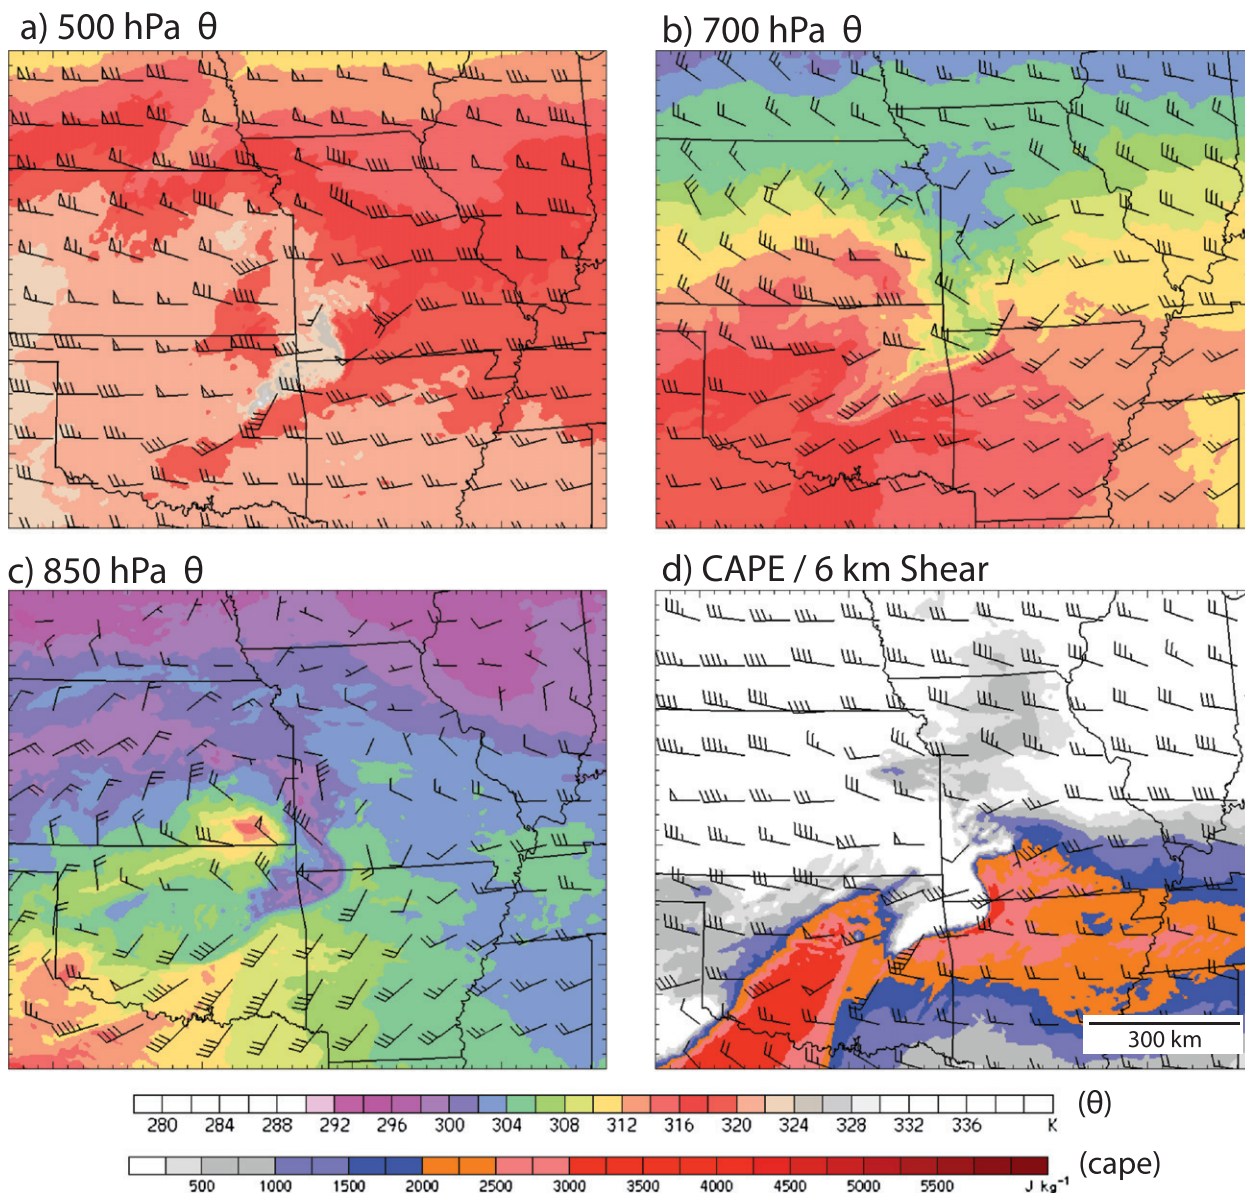 a) 500 hPa θ
b) 700 hPa θ
c) 850 hPa θ
d) CAPE / 6 km Shear
300 km
280 284 288 292 296 300 304 308 312 316 320 324 328 332 336 K
(θ)
500 1000 1500 2000 2500 3000 3500 4000 4500 5000 5500 J kg⁻¹
(cape)